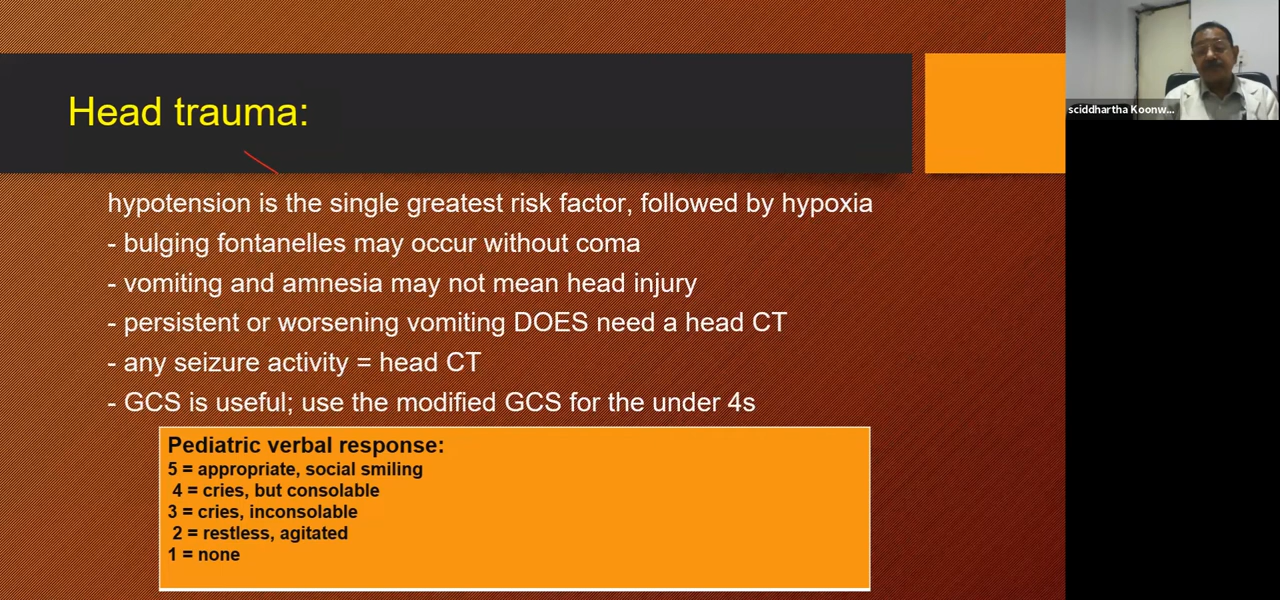 Head trauma:
sciddhartha Koonw...
hypotension is the single greatest risk factor, followed by hypoxia
- bulging fontanelles may occur without coma
- vomiting and amnesia may not mean head injury
- persistent or worsening vomiting DOES need a head CT
- any seizure activity = head CT
- GCS is useful; use the modified GCS for the under 4s
Pediatric verbal response:
5 = appropriate, social smiling
4 = cries, but consolable
3 = cries, inconsolable
2 = restless, agitated
1 = none